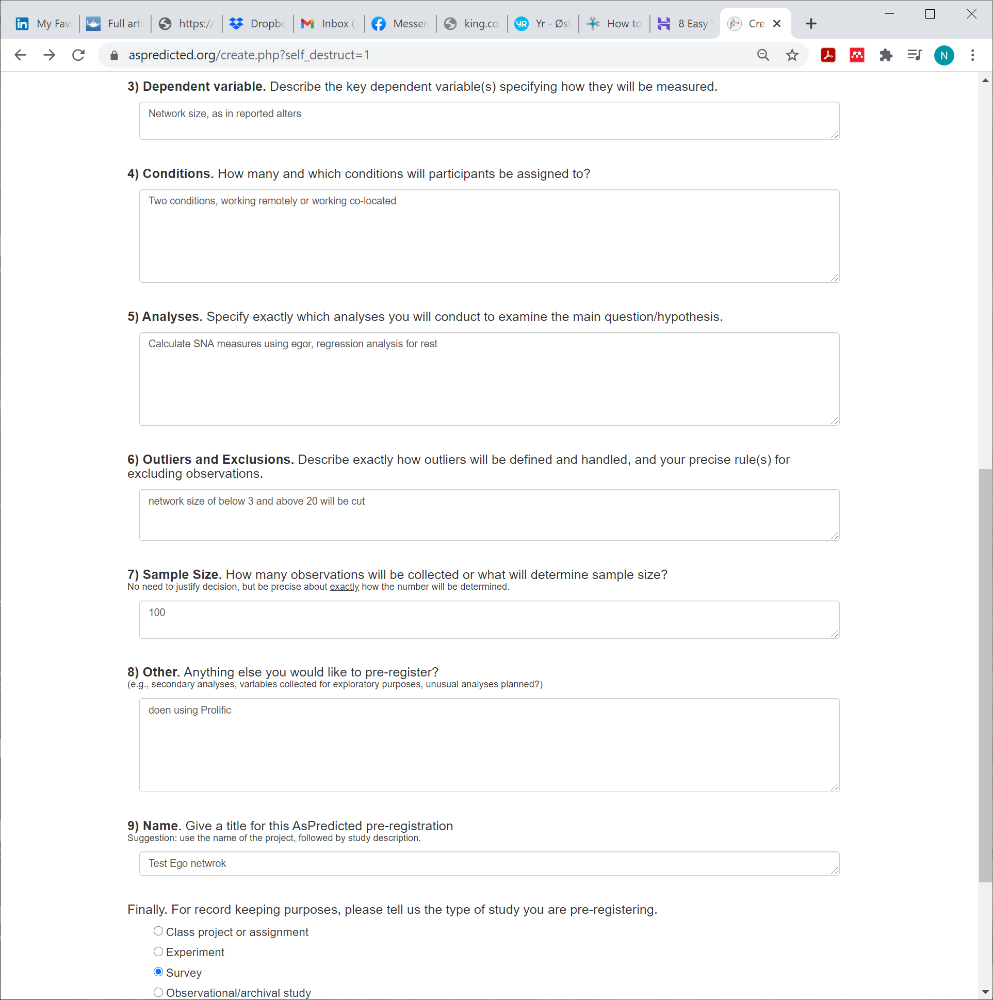 My Fav
Full arti
https://
Dropbo
Inbox (
Messen
king.co
Yr - Øst
How to
8 Easy
Cre
aspredicted.org/create.php?self_destruct=1
N
3) Dependent variable. Describe the key dependent variable(s) specifying how they will be measured.
Network size, as in reported alters
4) Conditions. How many and which conditions will participants be assigned to?
Two conditions, working remotely or working co-located
5) Analyses. Specify exactly which analyses you will conduct to examine the main question/hypothesis.
Calculate SNA measures using egor, regression analysis for rest
6) Outliers and Exclusions. Describe exactly how outliers will be defined and handled, and your precise rule(s) for
excluding observations.
network size of below 3 and above 20 will be cut
7) Sample Size. How many observations will be collected or what will determine sample size?
No need to justify decision, but be precise about exactly how the number will be determined.
100
8) Other. Anything else you would like to pre-register?
(e.g., secondary analyses, variables collected for exploratory purposes, unusual analyses planned?)
doen using Prolific
9) Name. Give a title for this AsPredicted pre-registration
Suggestion: use the name of the project, followed by study description.
Test Ego netwrok
Finally. For record keeping purposes, please tell us the type of study you are pre-registering.
Class project or assignment
Experiment
Survey
Observational/archival study